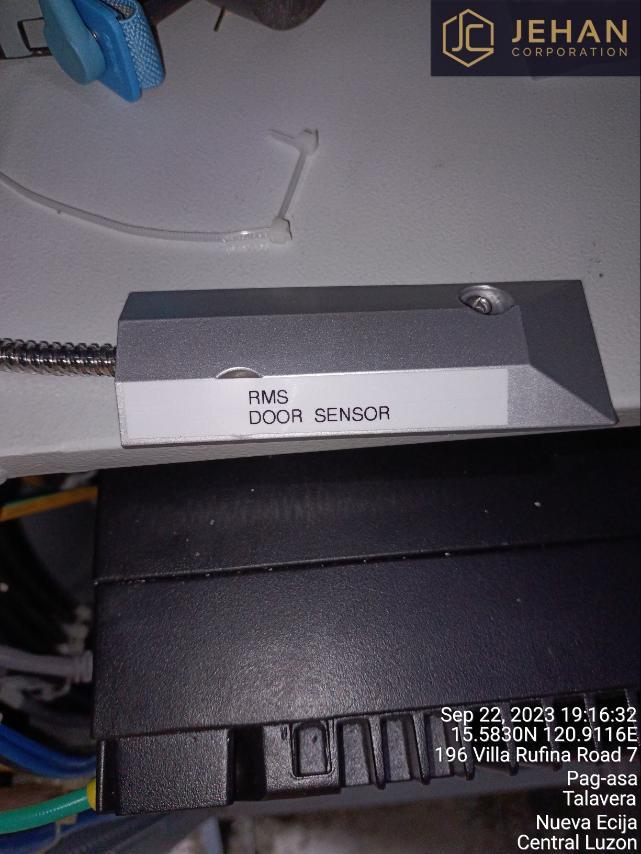 JC
JEHAN
CORPORATION
RMS
DOOR SENSOR
Sep 22, 2023 19:16:32
15.5830N 120.9116E
196 Villa Rufina Road 7
Pag-asa
Talavera
Nueva Ecija
Central Luzon